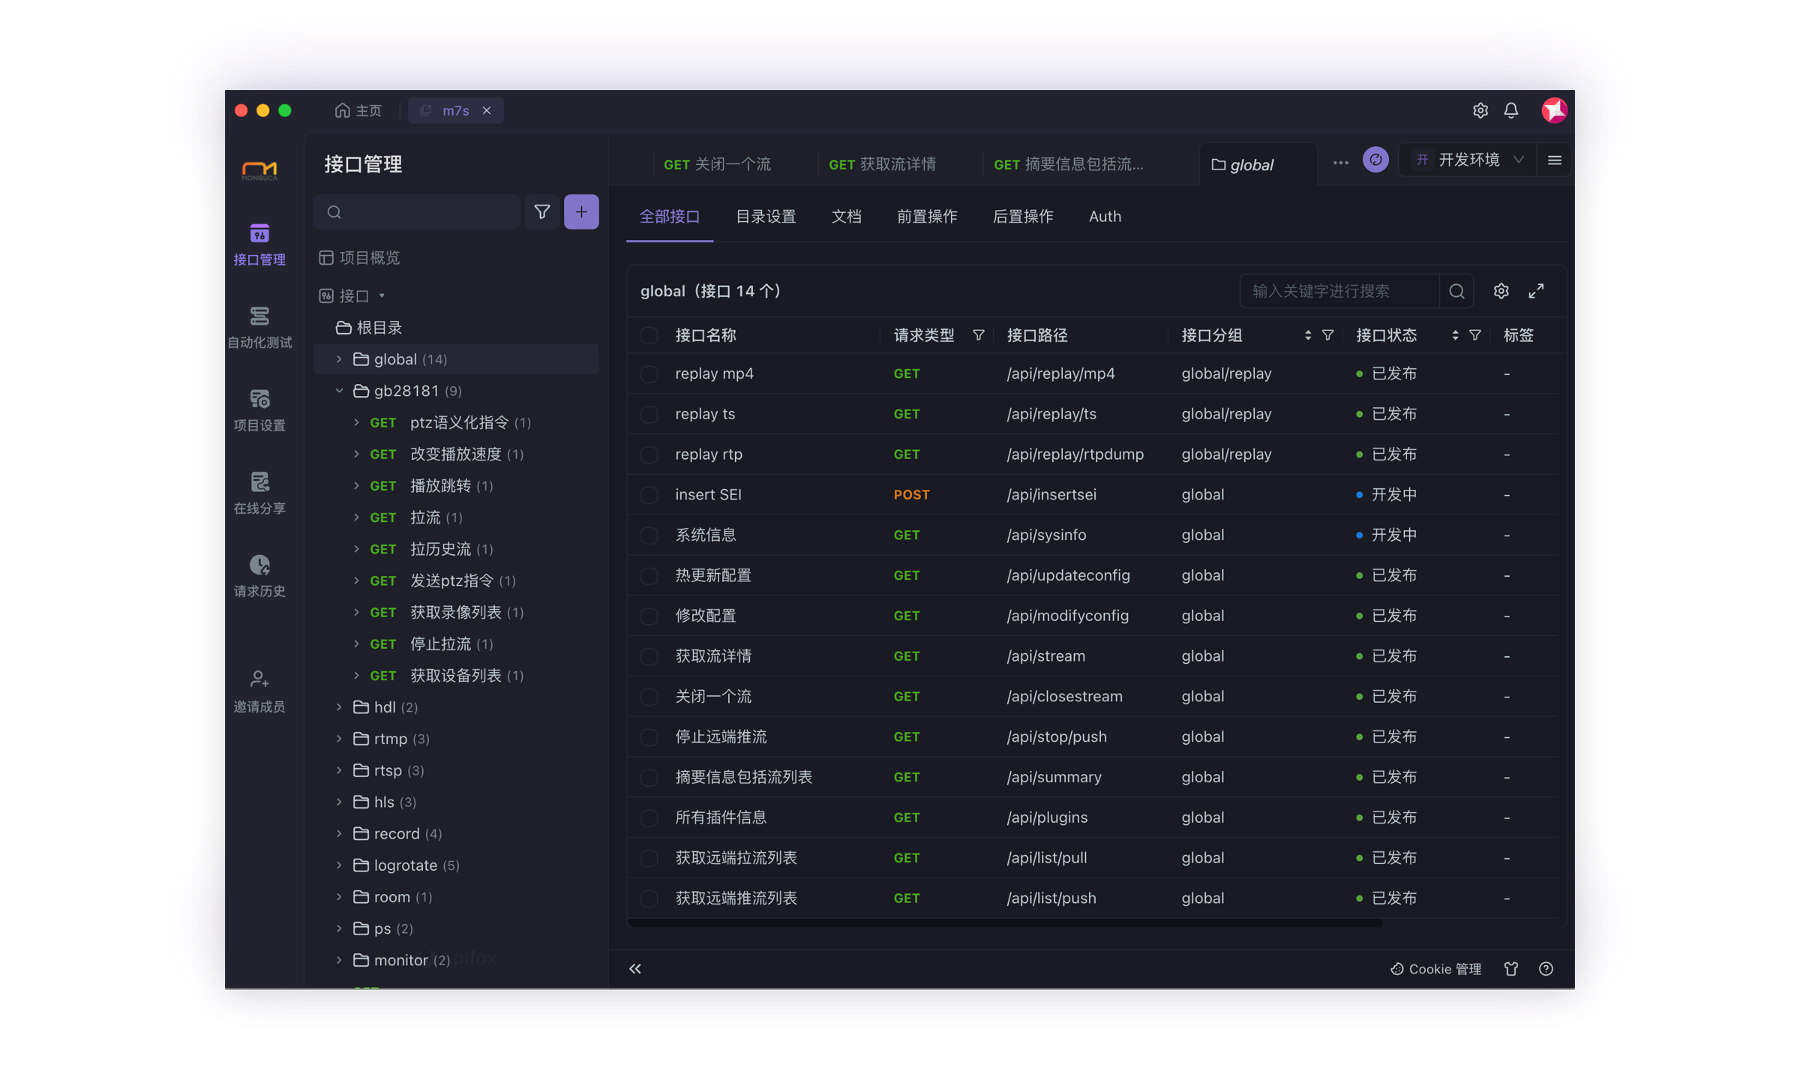 主页
m7s
MONIBUCA
接口管理
自动化测试
项目设置
在线分享
请求历史
邀请成员
接口管理
项目概览
接口
根目录
global (14)
gb28181 (9)
GET ptz语义化指令 (1)
GET 改变播放速度 (1)
GET 播放跳转 (1)
GET 拉流 (1)
GET 拉历史流 (1)
GET 发送ptz指令 (1)
GET 获取录像列表 (1)
GET 停止拉流 (1)
GET 获取设备列表 (1)
hdl (2)
rtmp (3)
rtsp (3)
hls (3)
record (4)
logrotate (5)
room (1)
ps (2)
monitor (2)
GET 关闭一个流
GET 获取流详情
GET 摘要信息包括流...
global
开 开发环境
全部接口 目录设置 文档 前置操作 后置操作 Auth
global（接口 14 个）
输入关键字进行搜索
接口名称 请求类型 接口路径 接口分组 接口状态 标签
replay mp4 GET /api/replay/mp4 global/replay 已发布 -
replay ts GET /api/replay/ts global/replay 已发布 -
replay rtp GET /api/replay/rtpdump global/replay 已发布 -
insert SEI POST /api/insertsei global 开发中 -
系统信息 GET /api/sysinfo global 开发中 -
热更新配置 GET /api/updateconfig global 已发布 -
修改配置 GET /api/modifyconfig global 已发布 -
获取流详情 GET /api/stream global 已发布 -
关闭一个流 GET /api/closestream global 已发布 -
停止远端推流 GET /api/stop/push global 已发布 -
摘要信息包括流列表 GET /api/summary global 已发布 -
所有插件信息 GET /api/plugins global 已发布 -
获取远端拉流列表 GET /api/list/pull global 已发布 -
获取远端推流列表 GET /api/list/push global 已发布 -
Cookie 管理